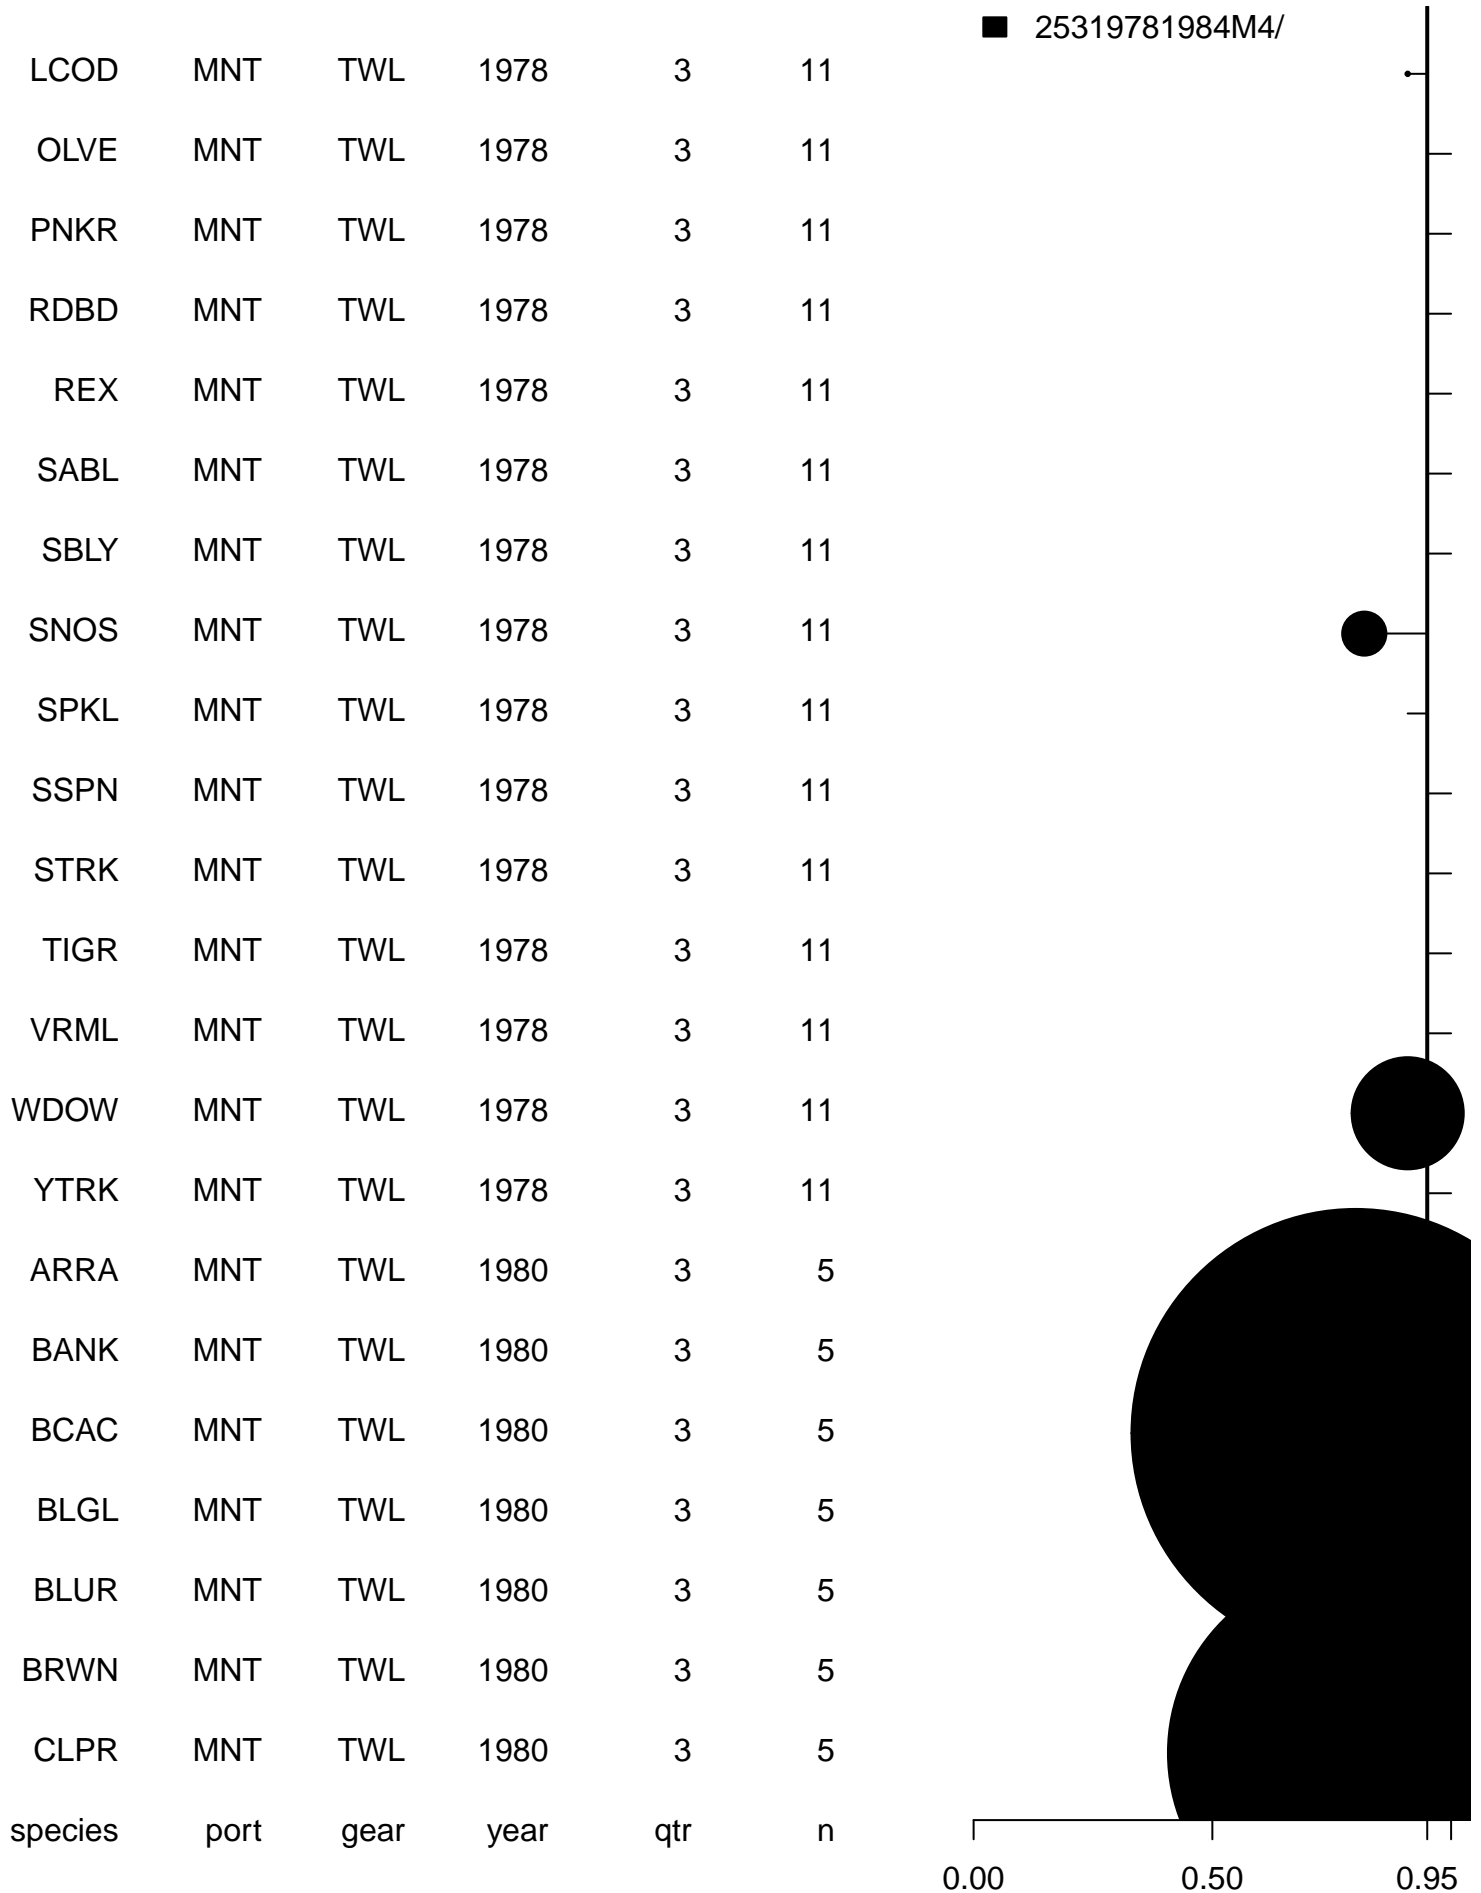 25319781984M4/
LCOD MNT TWL 1978 3 11
OLVE MNT TWL 1978 3 11
PNKR MNT TWL 1978 3 11
RDBD MNT TWL 1978 3 11
REX MNT TWL 1978 3 11
SABL MNT TWL 1978 3 11
SBLY MNT TWL 1978 3 11
SNOS MNT TWL 1978 3 11
SPKL MNT TWL 1978 3 11
SSPN MNT TWL 1978 3 11
STRK MNT TWL 1978 3 11
TIGR MNT TWL 1978 3 11
VRML MNT TWL 1978 3 11
WDOW MNT TWL 1978 3 11
YTRK MNT TWL 1978 3 11
ARRA MNT TWL 1980 3 5
BANK MNT TWL 1980 3 5
BCAC MNT TWL 1980 3 5
BLGL MNT TWL 1980 3 5
BLUR MNT TWL 1980 3 5
BRWN MNT TWL 1980 3 5
CLPR MNT TWL 1980 3 5
species port gear year qtr n
0.00 0.50 0.95